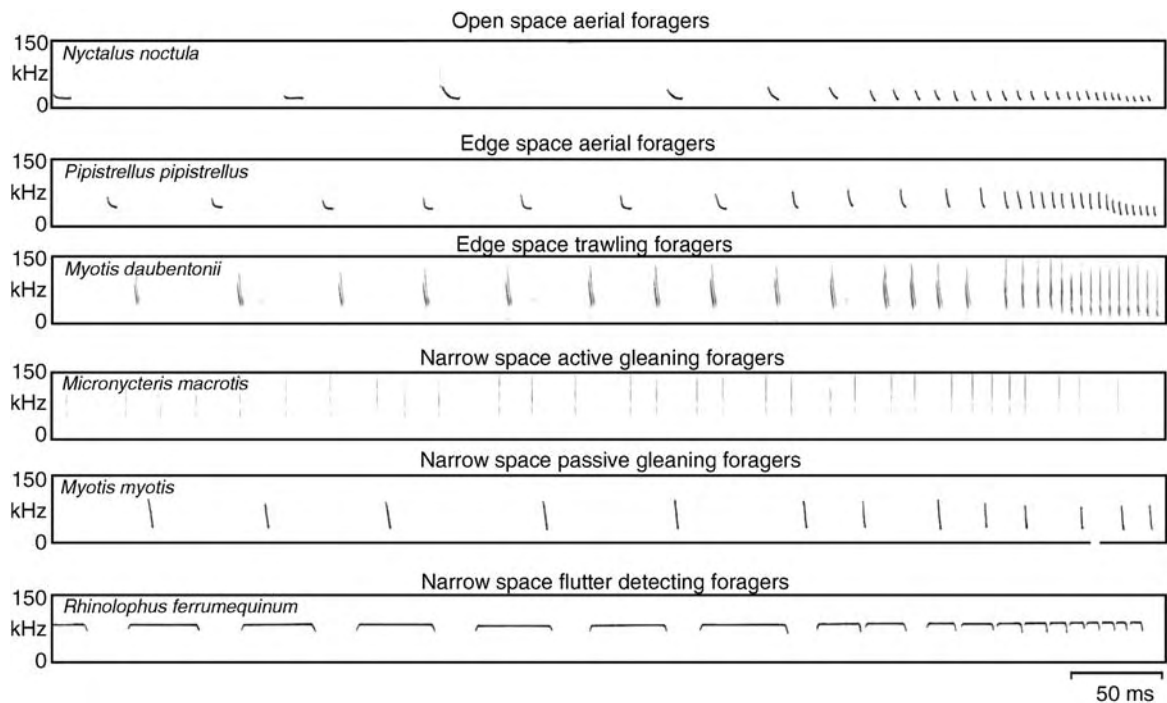 Open space aerial foragers
150
kHz
0
Nyctalus noctula
Edge space aerial foragers
150
kHz
0
Pipistrellus pipistrellus
Edge space trawling foragers
150
kHz
0
Myotis daubentonii
Narrow space active gleaning foragers
150
kHz
0
Micronycteris macrotis
Narrow space passive gleaning foragers
150
kHz
0
Myotis myotis
Narrow space flutter detecting foragers
150
kHz
0
Rhinolophus ferrumequinum
50 ms